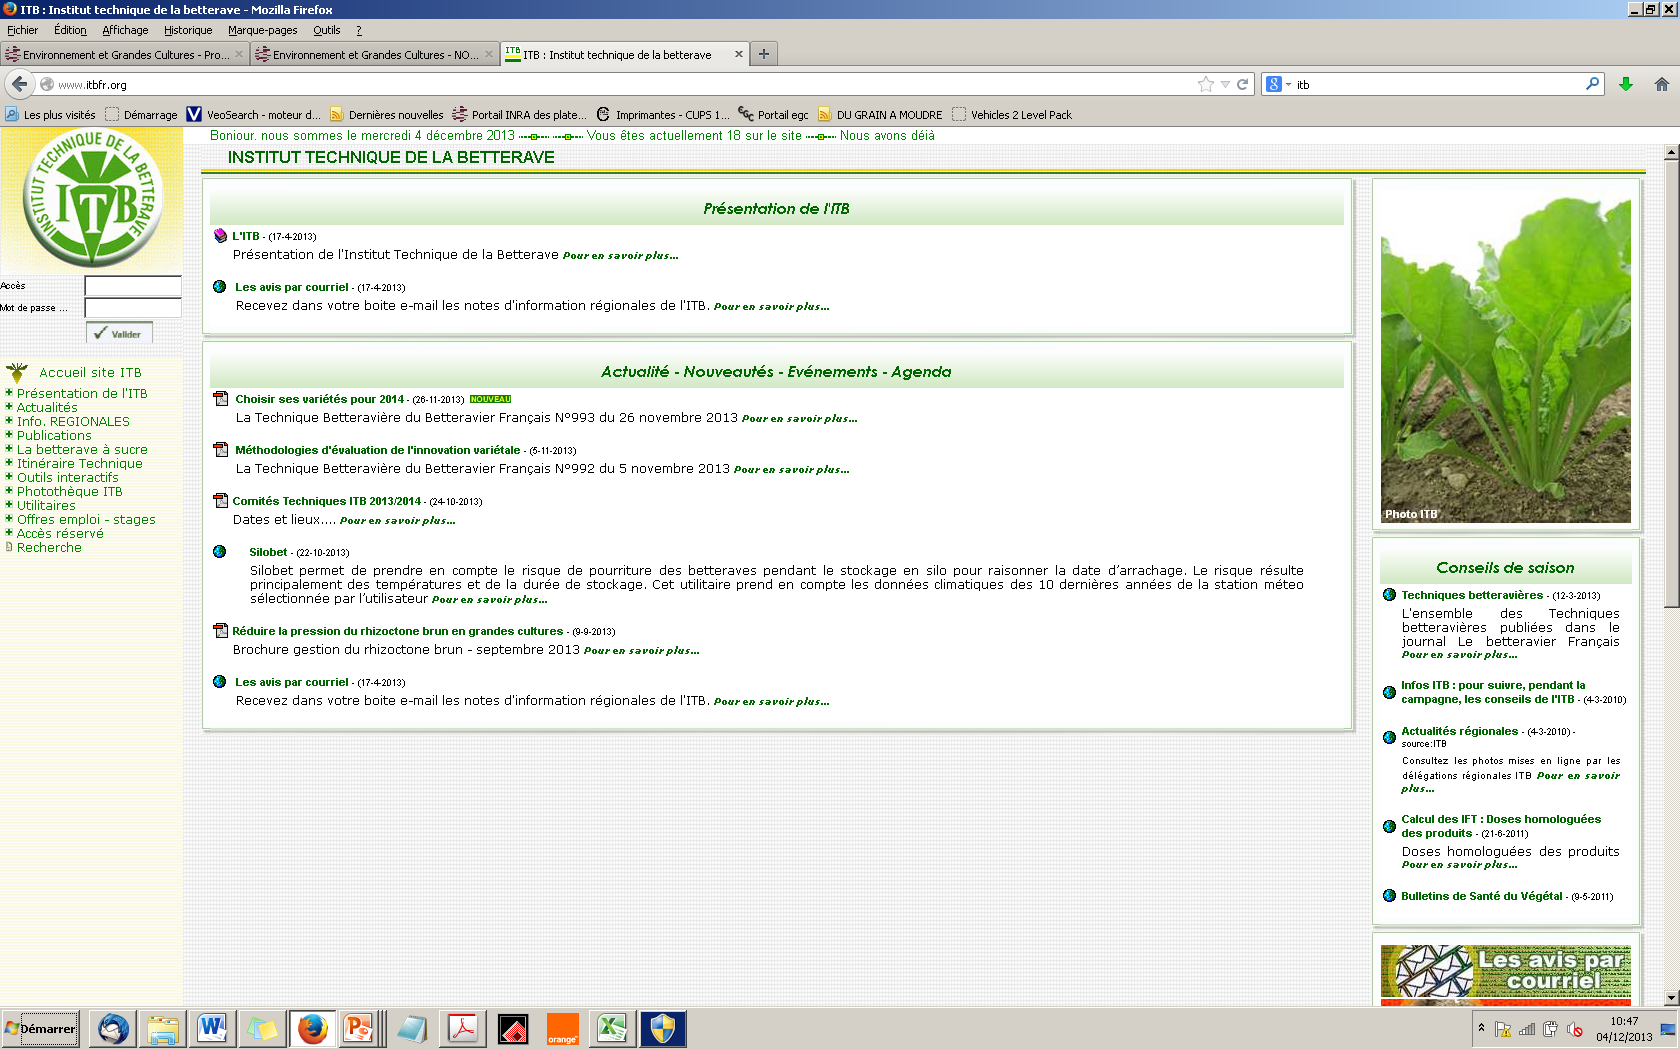 ITB : Institut technique de la betterave - Mozilla Firefox
Fichier Édition Affichage Historique Marque-pages Outils ?
Environnement et Grandes Cultures - Pro... Environnement et Grandes Cultures - NO... ITB ITB : Institut technique de la betterave
www.itbfr.org
itb
Les plus visités Démarrage VeoSearch - moteur d... Dernières nouvelles Portail INRA des plate... Imprimantes - CUPS 1... Portail egc DU GRAIN A MOUDRE Vehicles 2 Level Pack
Bonjour, nous sommes le mercredi 4 décembre 2013 Vous êtes actuellement 18 sur le site Nous avons déjà
INSTITUT TECHNIQUE DE LA BETTERAVE
INSTITUT TECHNIQUE DE LA BETTERAVE
ITB
Accès
Mot de passe ...
Valider
Accueil site ITB
Présentation de l'ITB
Actualités
Info. REGIONALES
Publications
La betterave à sucre
Itinéraire Technique
Outils interactifs
Photothèque ITB
Utilitaires
Offres emploi - stages
Accès réservé
Recherche
Présentation de l'ITB
L'ITB - (17-4-2013)
Présentation de l'Institut Technique de la Betterave Pour en savoir plus...
Les avis par courriel - (17-4-2013)
Recevez dans votre boite e-mail les notes d'information régionales de l'ITB. Pour en savoir plus...
Actualité - Nouveautés - Evénements - Agenda
Choisir ses variétés pour 2014 - (26-11-2013) NOUVEAU
La Technique Betteravière du Betteravier Français N°993 du 26 novembre 2013 Pour en savoir plus...
Méthodologies d'évaluation de l'innovation variétale - (5-11-2013)
La Technique Betteravière du Betteravier Français N°992 du 5 novembre 2013 Pour en savoir plus...
Comités Techniques ITB 2013/2014 - (24-10-2013)
Dates et lieux.... Pour en savoir plus...
Silobet - (22-10-2013)
Silobet permet de prendre en compte le risque de pourriture des betteraves pendant le stockage en silo pour raisonner la date d'arrachage. Le risque résulte
principalement des températures et de la durée de stockage. Cet utilitaire prend en compte les données climatiques des 10 dernières années de la station méteo
sélectionnée par l'utilisateur Pour en savoir plus...
Réduire la pression du rhizoctone brun en grandes cultures - (9-9-2013)
Brochure gestion du rhizoctone brun - septembre 2013 Pour en savoir plus...
Les avis par courriel - (17-4-2013)
Recevez dans votre boite e-mail les notes d'information régionales de l'ITB. Pour en savoir plus...
Photo ITB
Conseils de saison
Techniques betteravières - (12-3-2013)
L'ensemble des Techniques
betteravières publiées dans le
journal Le betteravier Français
Pour en savoir plus...
Infos ITB : pour suivre, pendant la
campagne, les conseils de l'ITB - (4-3-2010)
Actualités régionales - (4-3-2010) -
source:ITB
Consultez les photos mises en ligne par les
délégations régionales ITB Pour en savoir
plus...
Calcul des IFT : Doses homologuées
des produits - (21-6-2011)
Doses homologuées des produits
Pour en savoir plus...
Bulletins de Santé du Végétal - (9-5-2011)
Les avis par
courriel
Démarrer
orange
10:47
04/12/2013